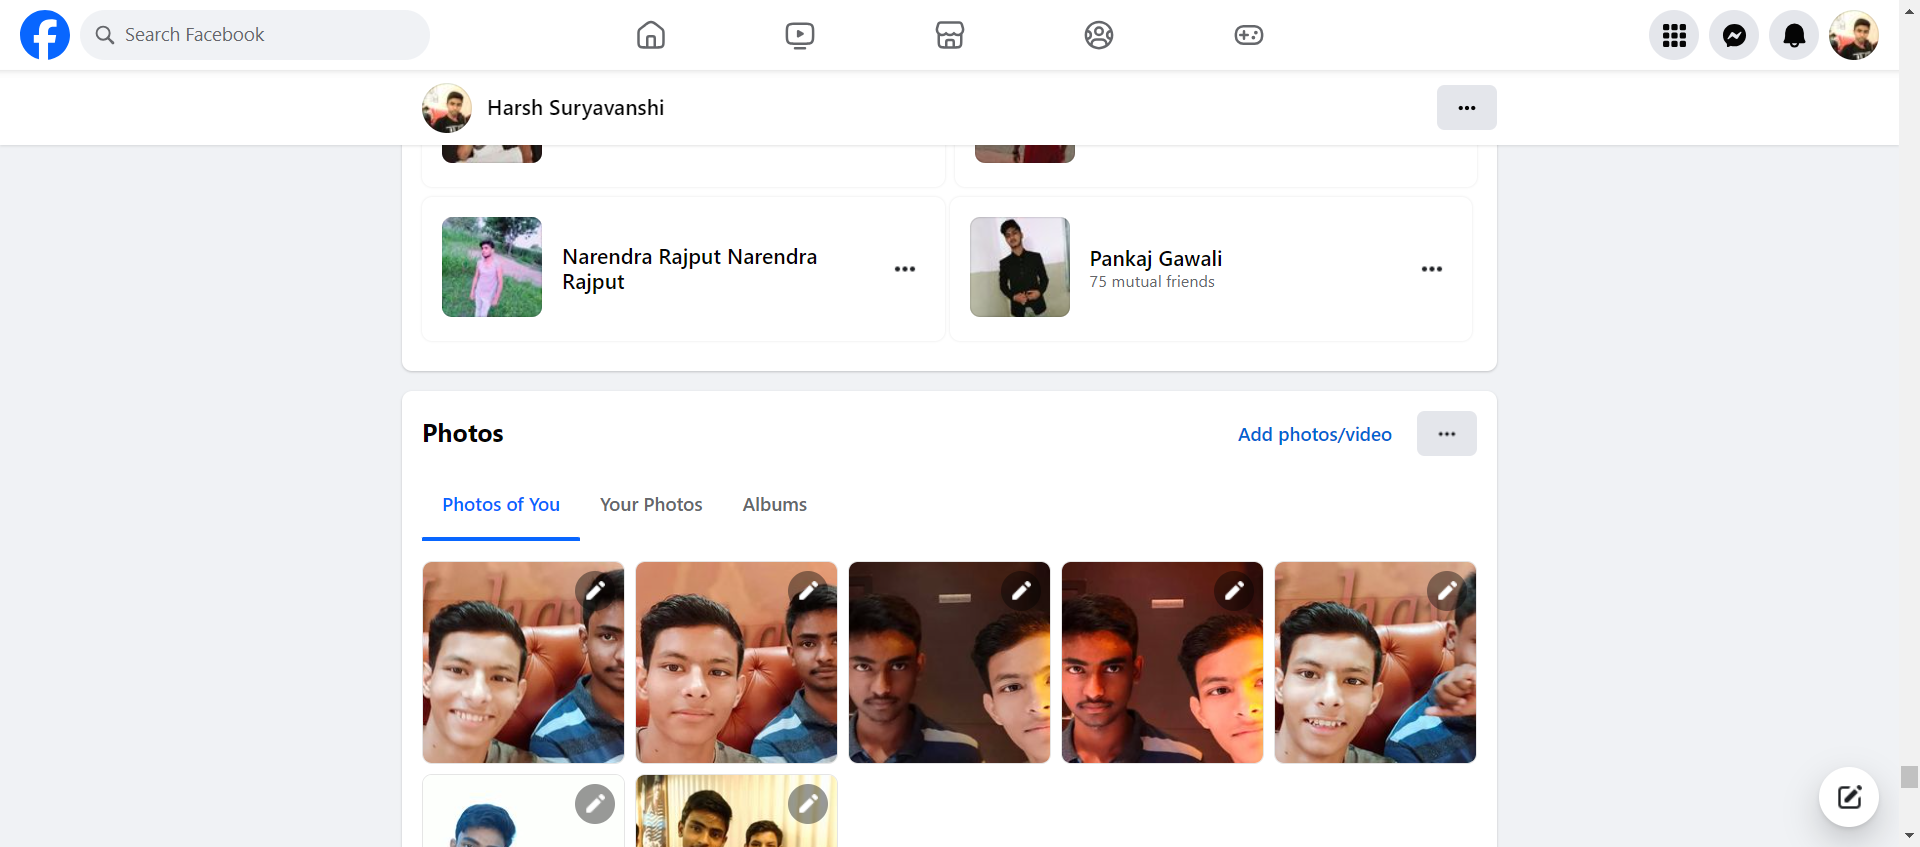 Search Facebook
Harsh Suryavanshi
Narendra Rajput Narendra
Rajput
Pankaj Gawali
75 mutual friends
Photos
Add photos/video
Photos of You
Your Photos
Albums